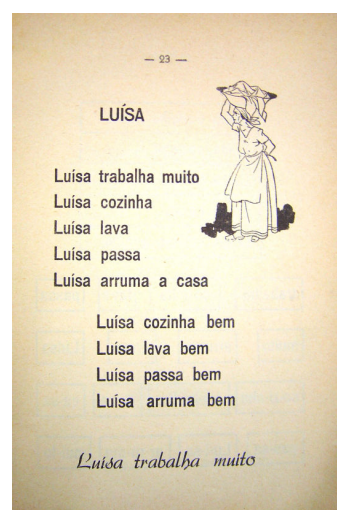 — 23 —
LUÍSA
Luísa trabalha muito
Luísa cozinha
Luísa lava
Luísa passa
Luísa arruma a casa
Luísa cozinha bem
Luísa lava bem
Luísa passa bem
Luísa arruma bem
Luísa trabalha muito